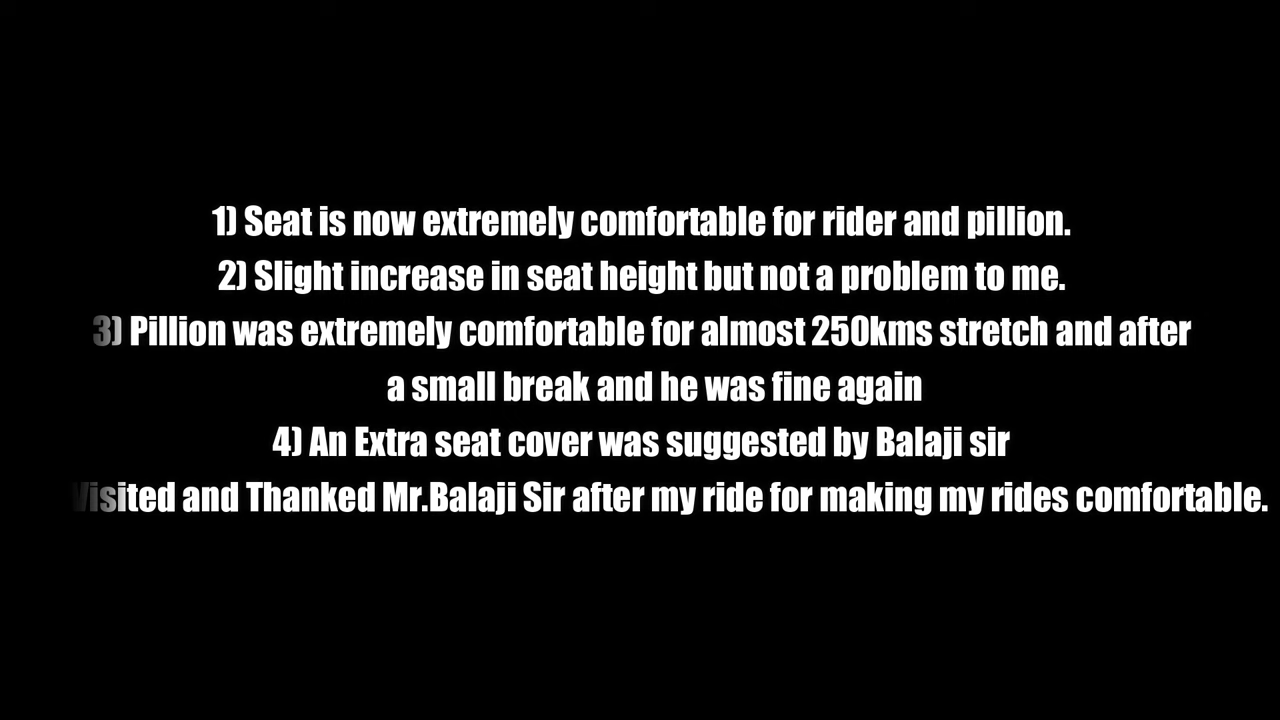 1) Seat is now extremely comfortable for rider and pillion.
2) Slight increase in seat height but not a problem to me.
3) Pillion was extremely comfortable for almost 250kms stretch and after
a small break and he was fine again
4) An Extra seat cover was suggested by Balaji sir
Visited and Thanked Mr.Balaji Sir after my ride for making my rides comfortable.